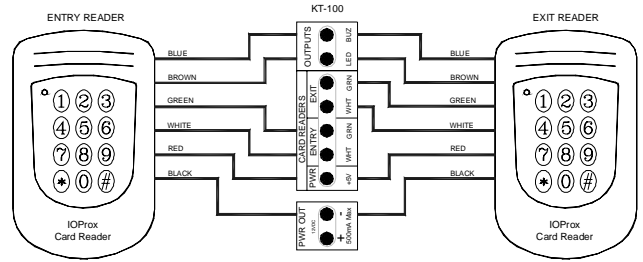 KT-100
ENTRY READER
EXIT READER
OUTPUTS
BUZ
LED
BLUE
BROWN
GREEN
WHITE
RED
BLACK
CARD READERS
EXIT
GRN
WHT
ENTRY
GRN
WHT
PWR
+5V
BLUE
BROWN
GREEN
WHITE
RED
BLACK
PWR OUT
12VDC
-
+
500mA Max
1 2 3
4 5 6
7 8 9
* 0 #
IOProx
Card Reader
1 2 3
4 5 6
7 8 9
* 0 #
IOProx
Card Reader